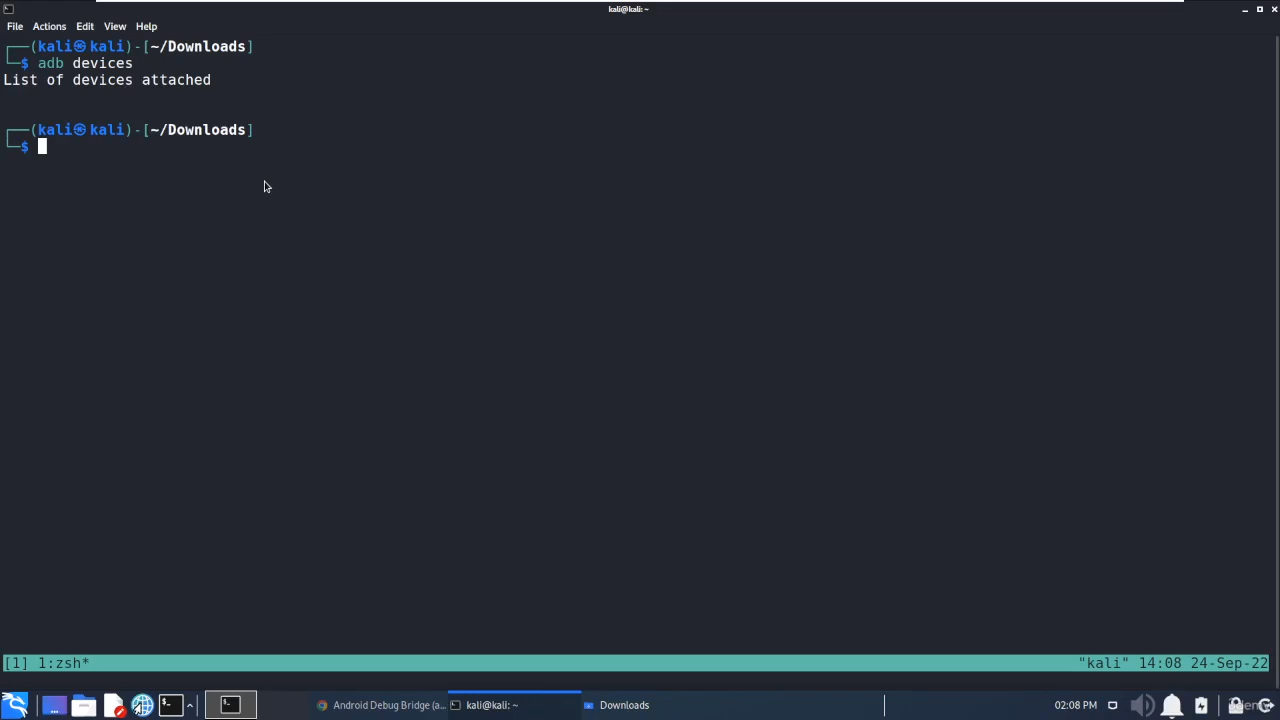 kali@kali: ~
File Actions Edit View Help
┌──(kali㉿kali)-[~/Downloads]
└─$ adb devices
List of devices attached
┌──(kali㉿kali)-[~/Downloads]
└─$
[1] 1:zsh* "kali" 14:08 24-Sep-22
Android Debug Bridge (a... kali@kali: ~ Downloads 02:08 PM